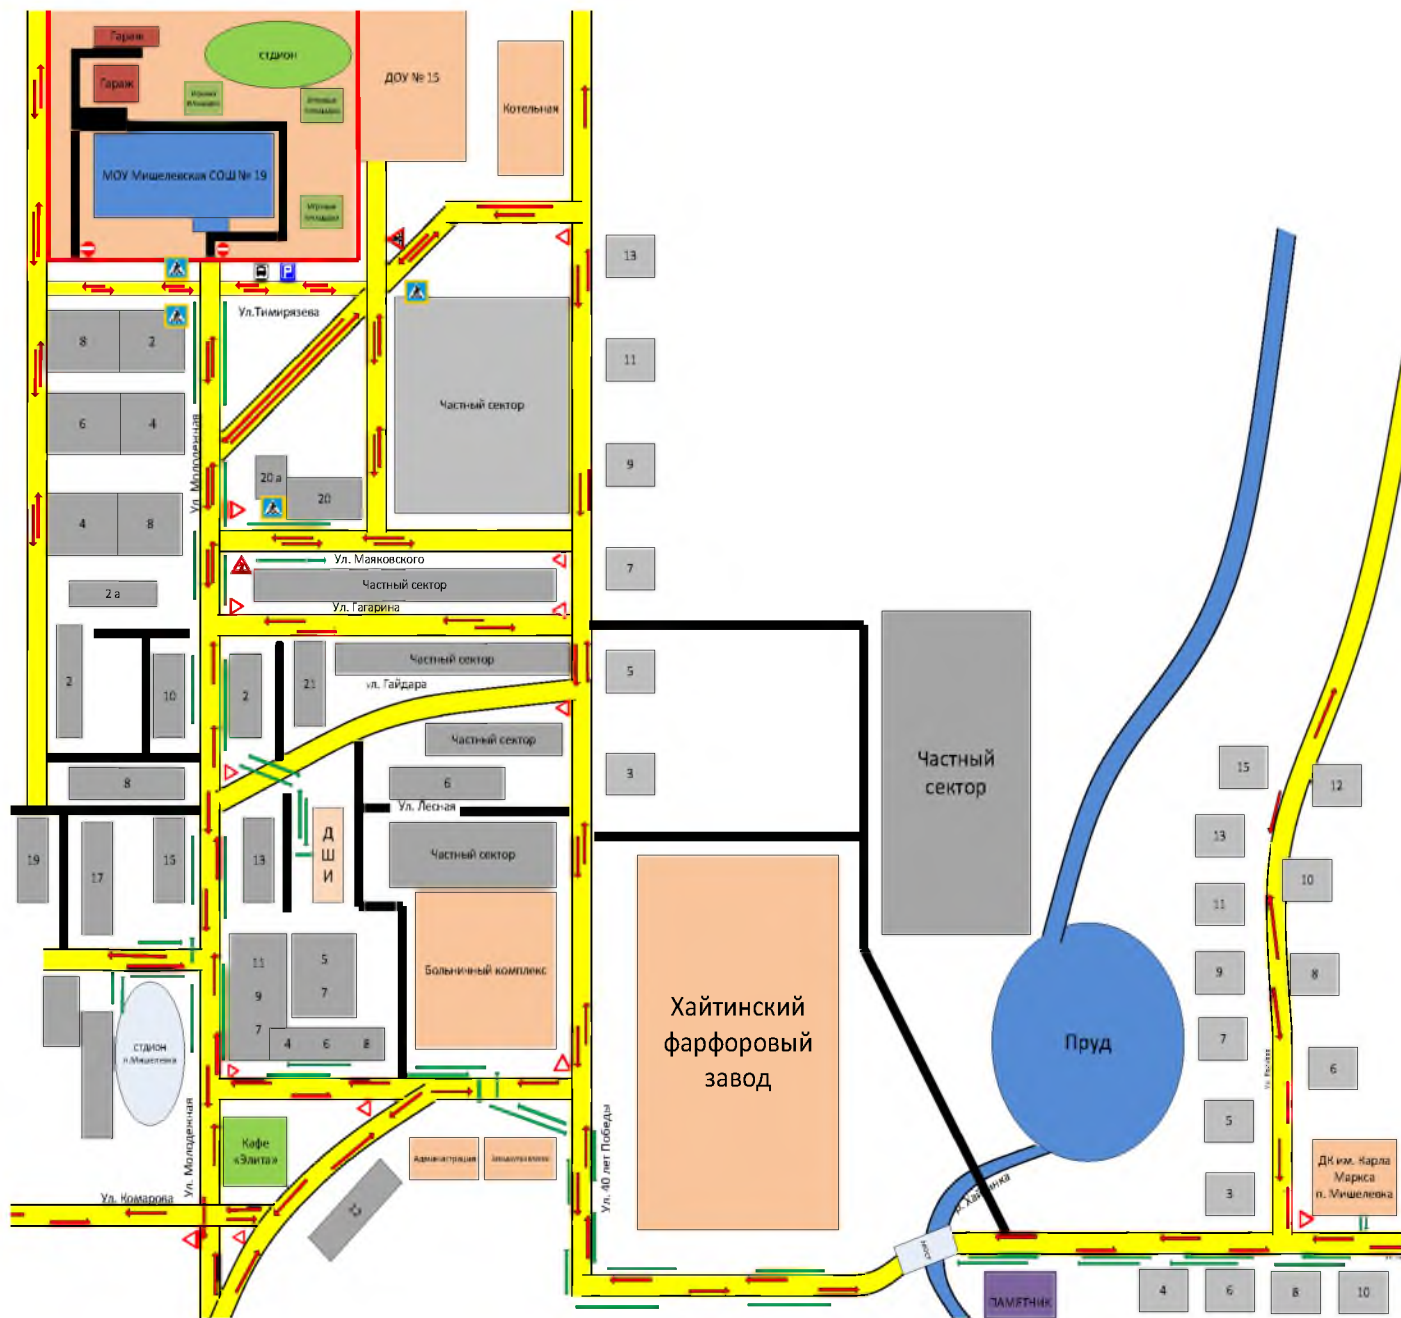 Гараж
стдион
ДОУ № 15
Гараж
Котельная
МОУ Мишелевская СОШ № 19
P
13
Ул.Тимирязева
8
2
11
6
4
Частный сектор
Ул. Молодежная
20 а
20
9
4
8
Ул. Маяковского
7
Частный сектор
2 а
Ул. Гагарина
2
10
2
21
Частный сектор
5
ул. Гайдара
Частный сектор
3
8
6
Ул. Лесная
Частный
сектор
15
12
19
17
15
13
Д
Ш
И
Частный сектор
13
10
11
11
9
7
5
7
Больничный комплекс
9
8
Хайтинский
фарфоровый
завод
Пруд
7
4
6
8
стдион
п.Мишелевка
6
5
Ул. Молодежная
Кафе
«Элита»
Администрация
Ул. 40 лет Победы
ДК им. Карла
Маркса
п. Мишелевка
3
Ул. Комарова
12
р. Хайтинка
мост
ПАМЯТНИК
4
6
8
10